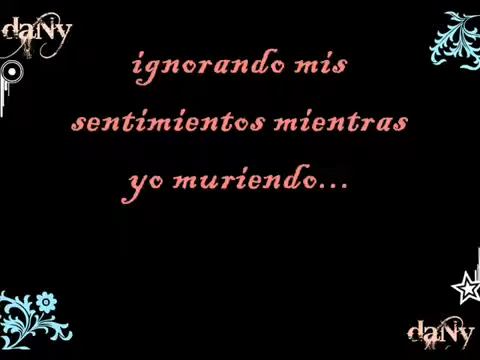 daNy
ignorando mis
sentimientos mientras
yo muriendo...
daNy